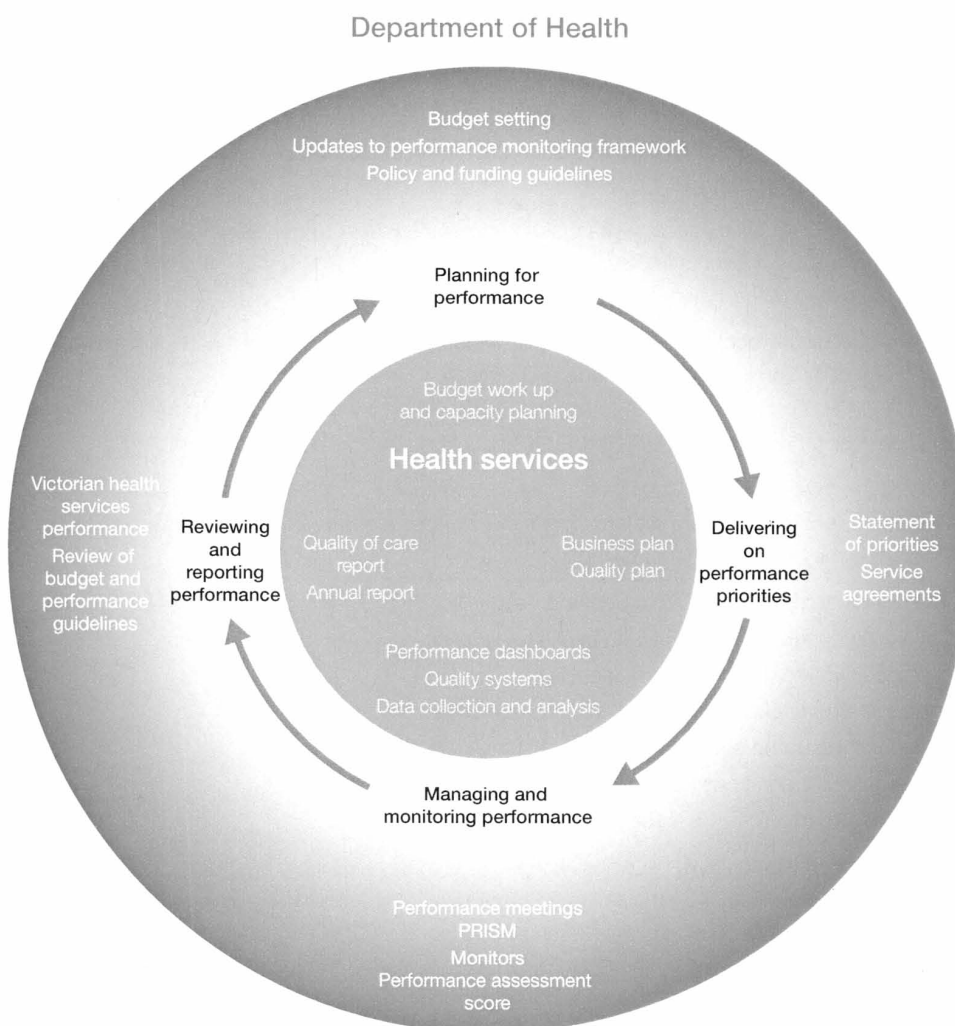 Department of Health
Budget setting
Updates to performance monitoring framework
Policy and funding guidelines
Planning for
performance
Budget work up
and capacity planning
Health services
Victorian health
services
performance
Review of
budget and
performance
guidelines
Reviewing
and
reporting
performance
Quality of care
report
Annual report
Business plan
Quality plan
Delivering
on
performance
priorities
Statement
of priorities
Service
agreements
Performance dashboards
Quality systems
Data collection and analysis
Managing and
monitoring performance
Performance meetings
PRISM
Monitors
Performance assessment
score